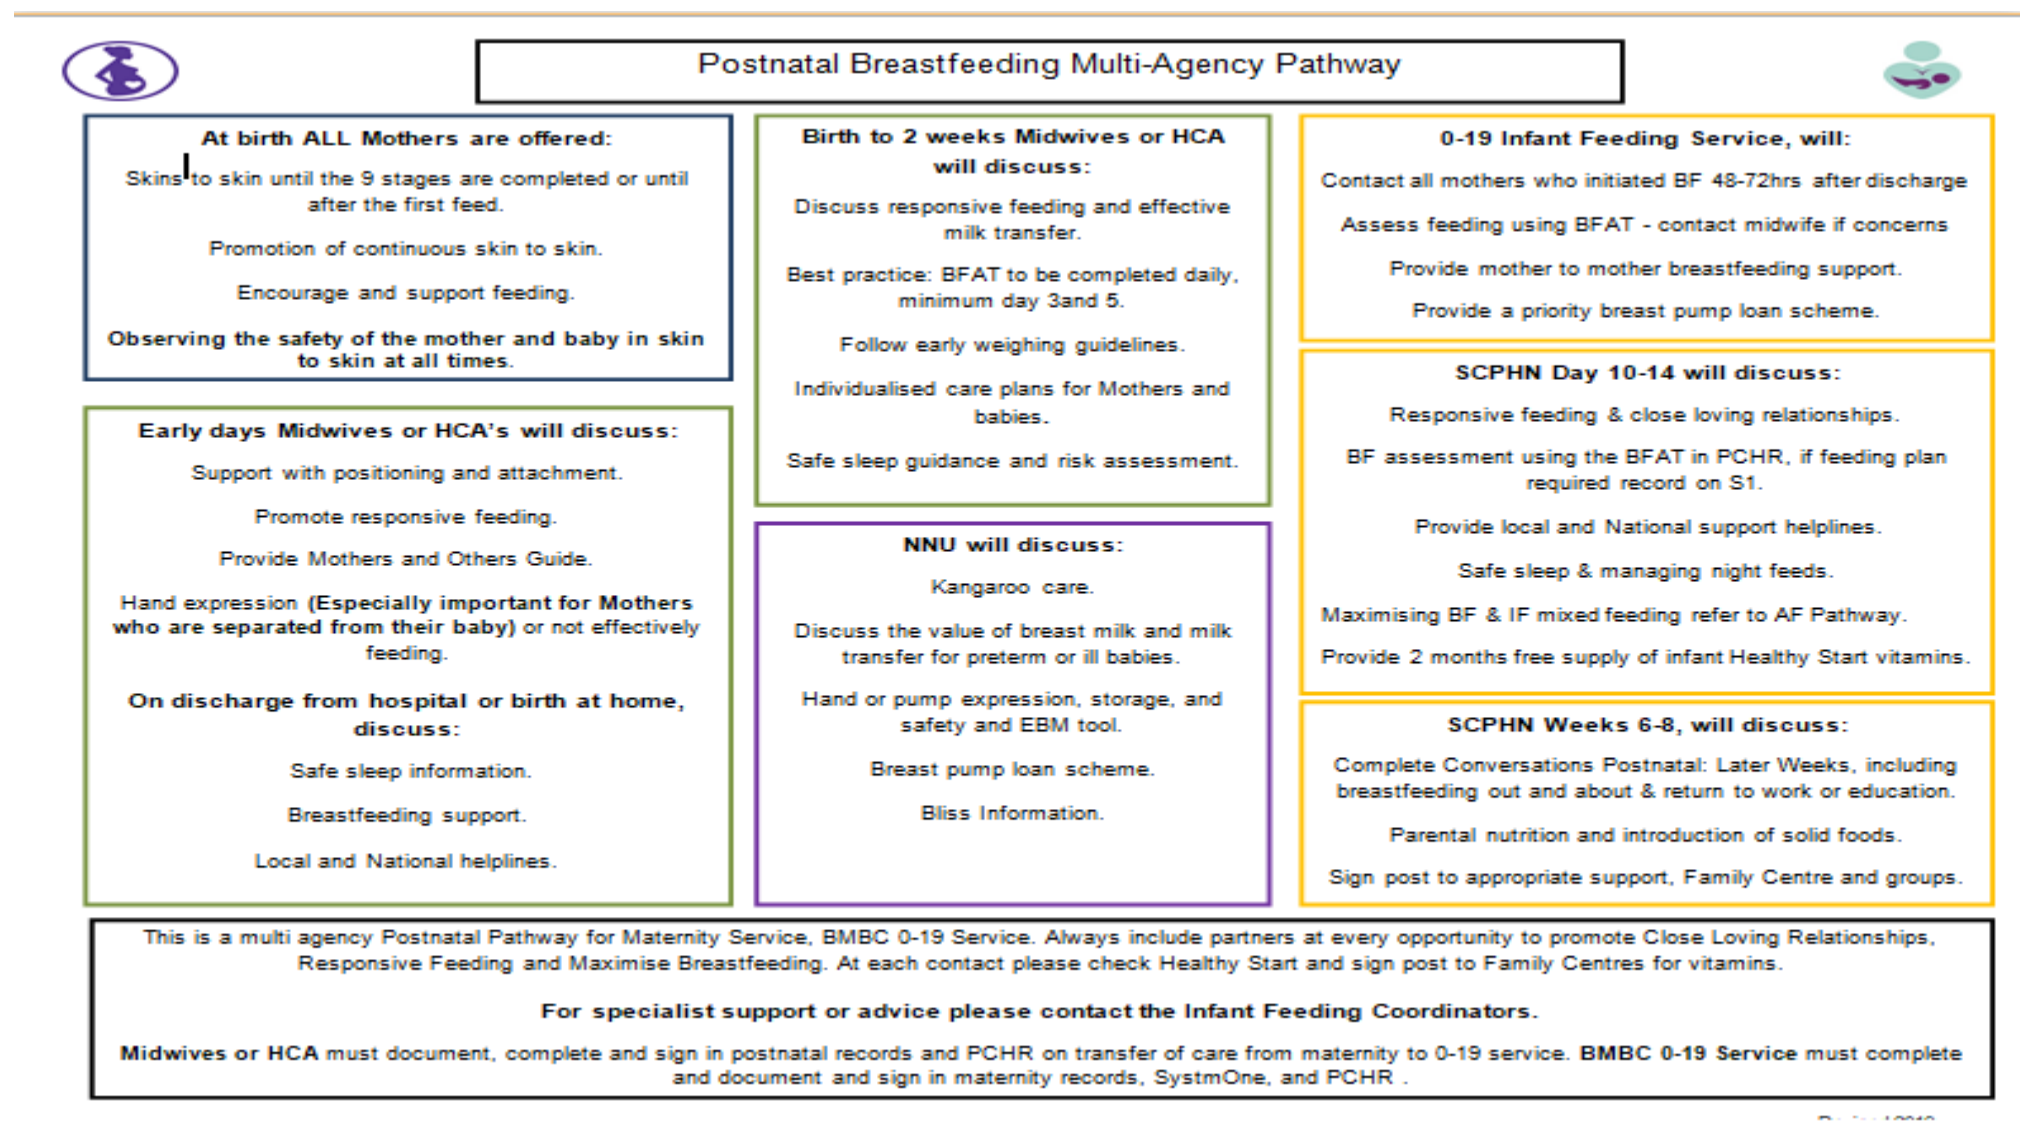 Postnatal Breastfeeding Multi-Agency Pathway
At birth ALL Mothers are offered:
Skins to skin until the 9 stages are completed or until
after the first feed.
Promotion of continuous skin to skin.
Encourage and support feeding.
Observing the safety of the mother and baby in skin
to skin at all times.
Early days Midwives or HCA's will discuss:
Support with positioning and attachment.
Promote responsive feeding.
Provide Mothers and Others Guide.
Hand expression (Especially important for Mothers
who are separated from their baby) or not effectively
feeding.
On discharge from hospital or birth at home,
discuss:
Safe sleep information.
Breastfeeding support.
Local and National helplines.
Birth to 2 weeks Midwives or HCA
will discuss:
Discuss responsive feeding and effective
milk transfer.
Best practice: BFAT to be completed daily,
minimum day 3and 5.
Follow early weighing guidelines.
Individualised care plans for Mothers and
babies.
Safe sleep guidance and risk assessment.
NNU will discuss:
Kangaroo care.
Discuss the value of breast milk and milk
transfer for preterm or ill babies.
Hand or pump expression, storage, and
safety and EBM tool.
Breast pump loan scheme.
Bliss Information.
0-19 Infant Feeding Service, will:
Contact all mothers who initiated BF 48-72hrs after discharge
Assess feeding using BFAT - contact midwife if concerns
Provide mother to mother breastfeeding support.
Provide a priority breast pump loan scheme.
SCPHN Day 10-14 will discuss:
Responsive feeding & close loving relationships.
BF assessment using the BFAT in PCHR, if feeding plan
required record on S1.
Provide local and National support helplines.
Safe sleep & managing night feeds.
Maximising BF & IF mixed feeding refer to AF Pathway.
Provide 2 months free supply of infant Healthy Start vitamins.
SCPHN Weeks 6-8, will discuss:
Complete Conversations Postnatal: Later Weeks, including
breastfeeding out and about & return to work or education.
Parental nutrition and introduction of solid foods.
Sign post to appropriate support, Family Centre and groups.
This is a multi agency Postnatal Pathway for Maternity Service, BMBC 0-19 Service. Always include partners at every opportunity to promote Close Loving Relationships,
Responsive Feeding and Maximise Breastfeeding. At each contact please check Healthy Start and sign post to Family Centres for vitamins.
For specialist support or advice please contact the Infant Feeding Coordinators.
Midwives or HCA must document, complete and sign in postnatal records and PCHR on transfer of care from maternity to 0-19 service. BMBC 0-19 Service must complete
and document and sign in maternity records, SystmOne, and PCHR .